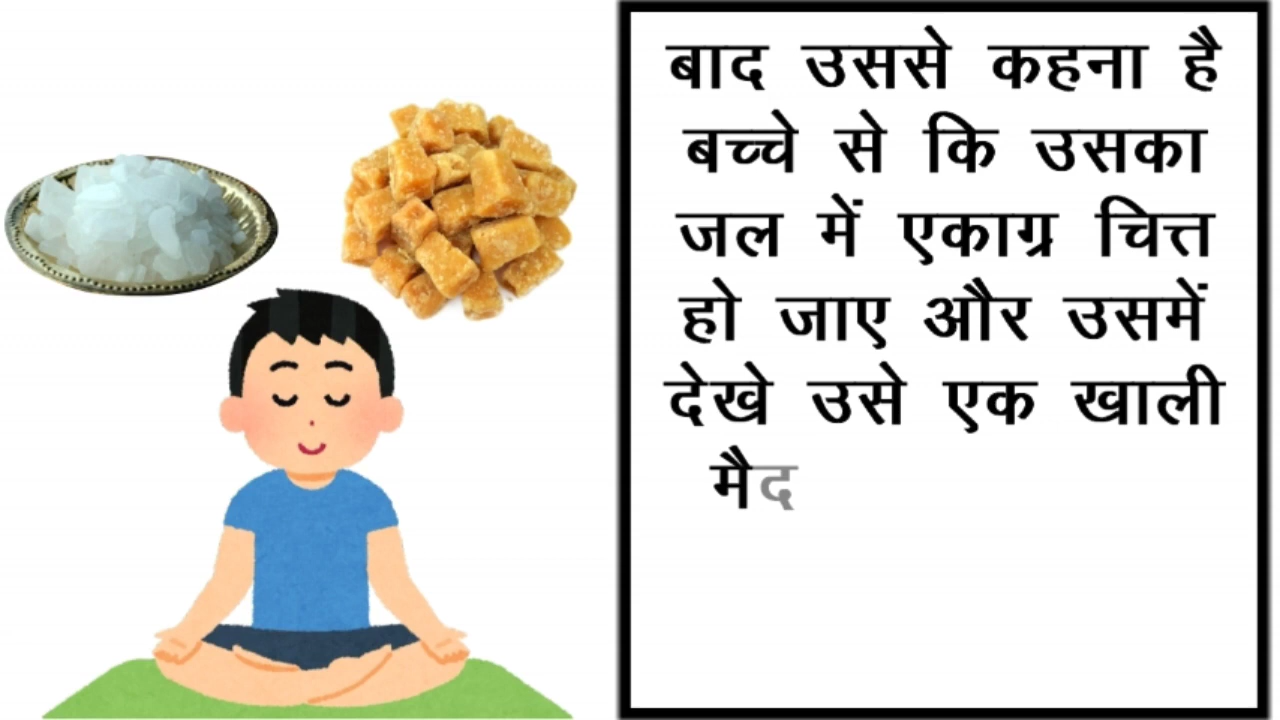 बाद उससे कहना है
बच्चे से कि उसका
जल में एकाग्र चित्त
हो जाए और उसमें
देखे उसे एक खाली
मैद